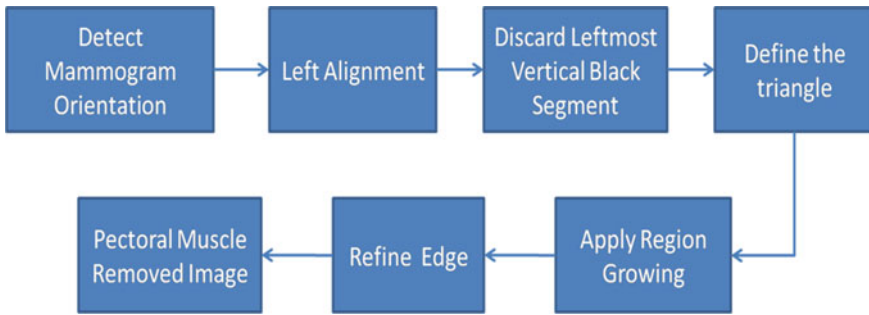 Detect
Mammogram
Orientation
Left Alignment
Discard Leftmost
Vertical Black
Segment
Define the
triangle
Apply Region
Growing
Refine Edge
Pectoral Muscle
Removed Image